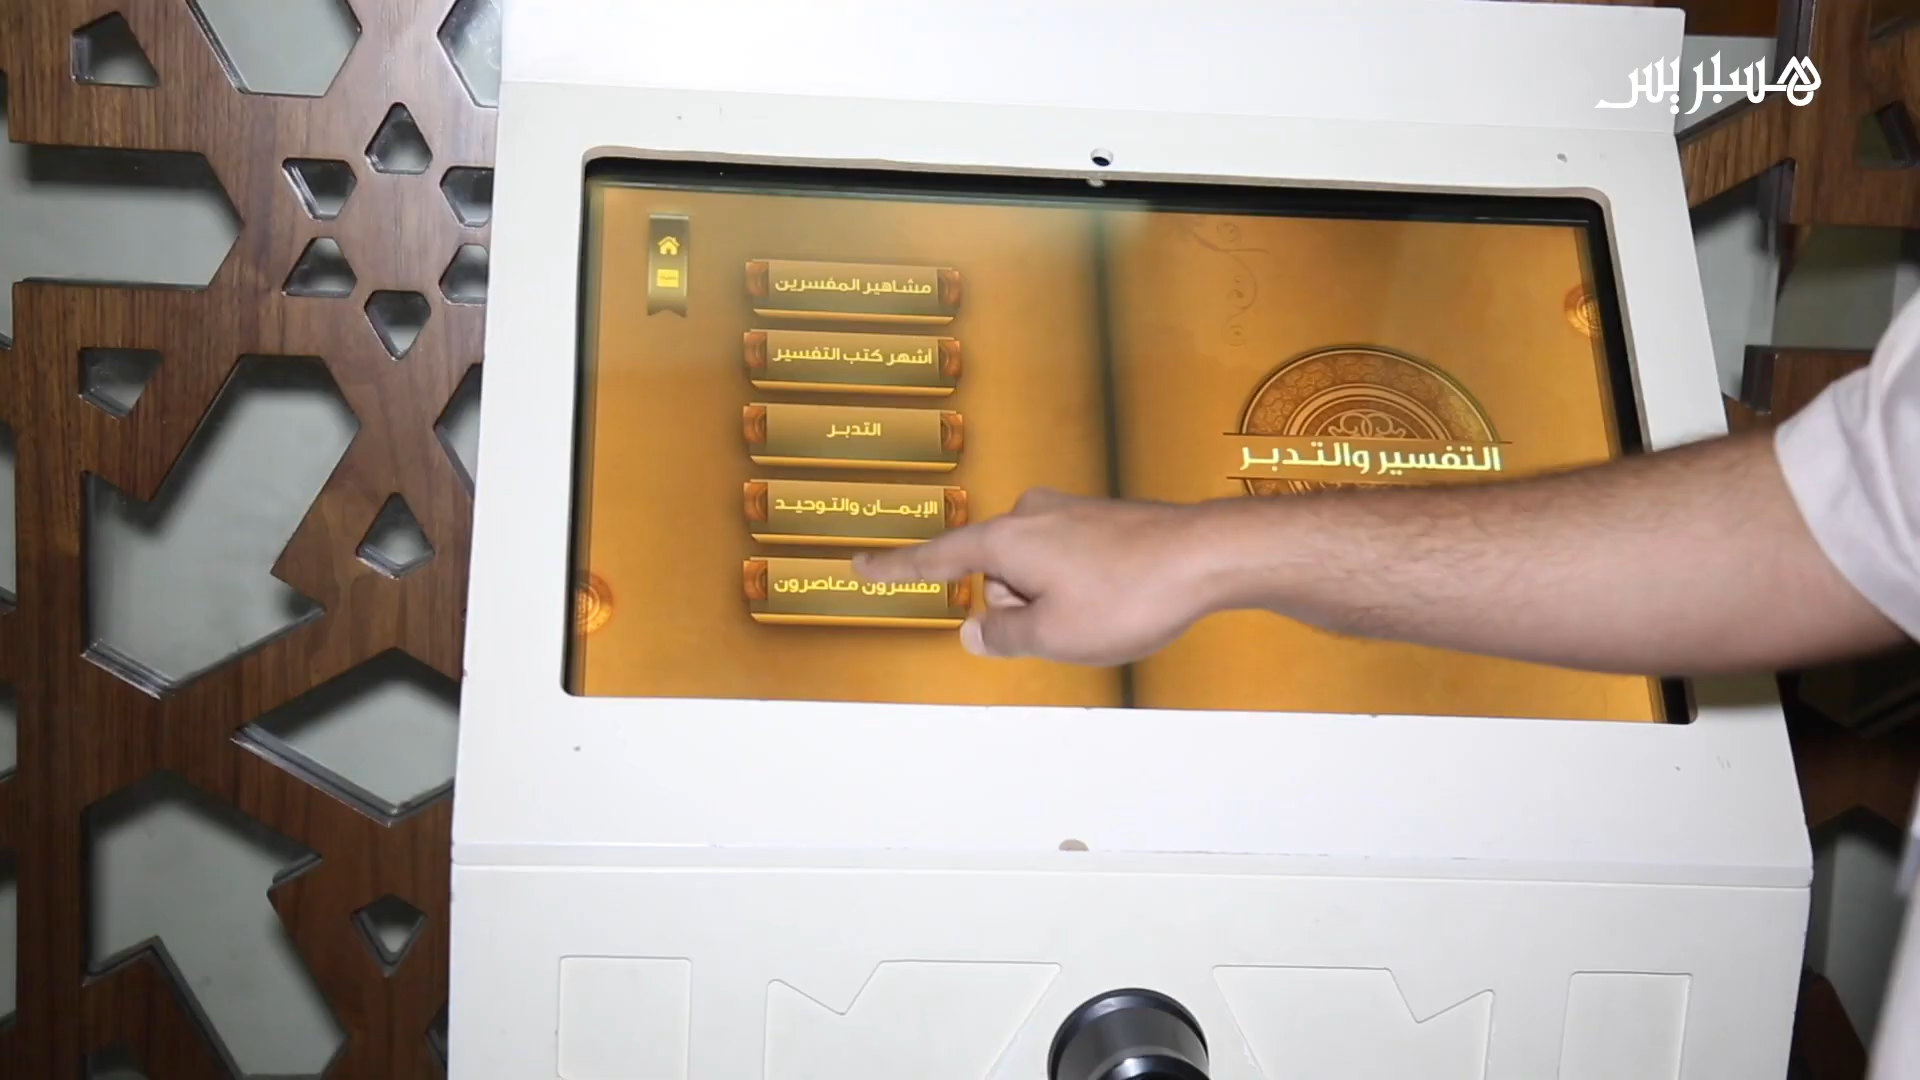 هسبريس
التفسير والتدبر
مشاهير المفسرين
أشهر كتب التفسير
التدبر
الإيمان والتوحيد
مفسرون معاصرون